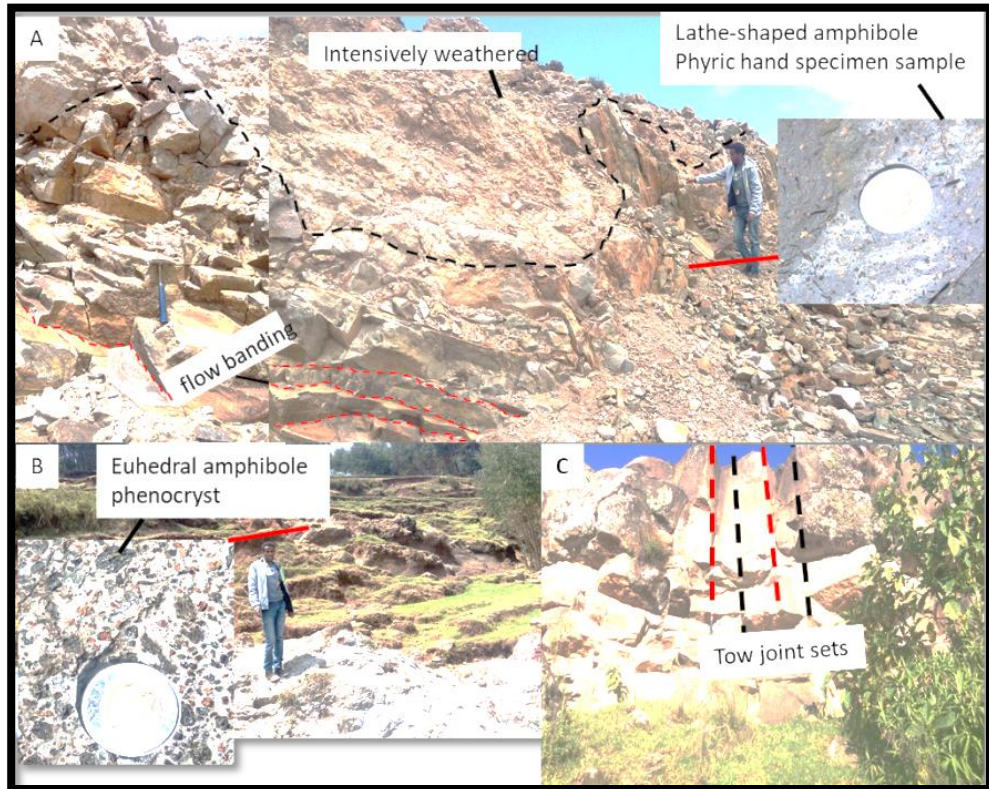 A
Intensively weathered
Lathe-shaped amphibole
Phyric hand specimen sample
flow banding
B
Euhedral amphibole
phenocryst
C
Tow joint sets